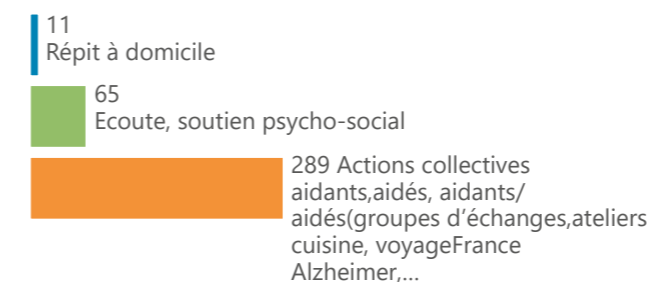 11
Répit à domicile
65
Ecoute, soutien psycho-social
289 Actions collectives
aidants,aidés, aidants/
aidés(groupes d’échanges,ateliers
cuisine, voyageFrance
Alzheimer,...